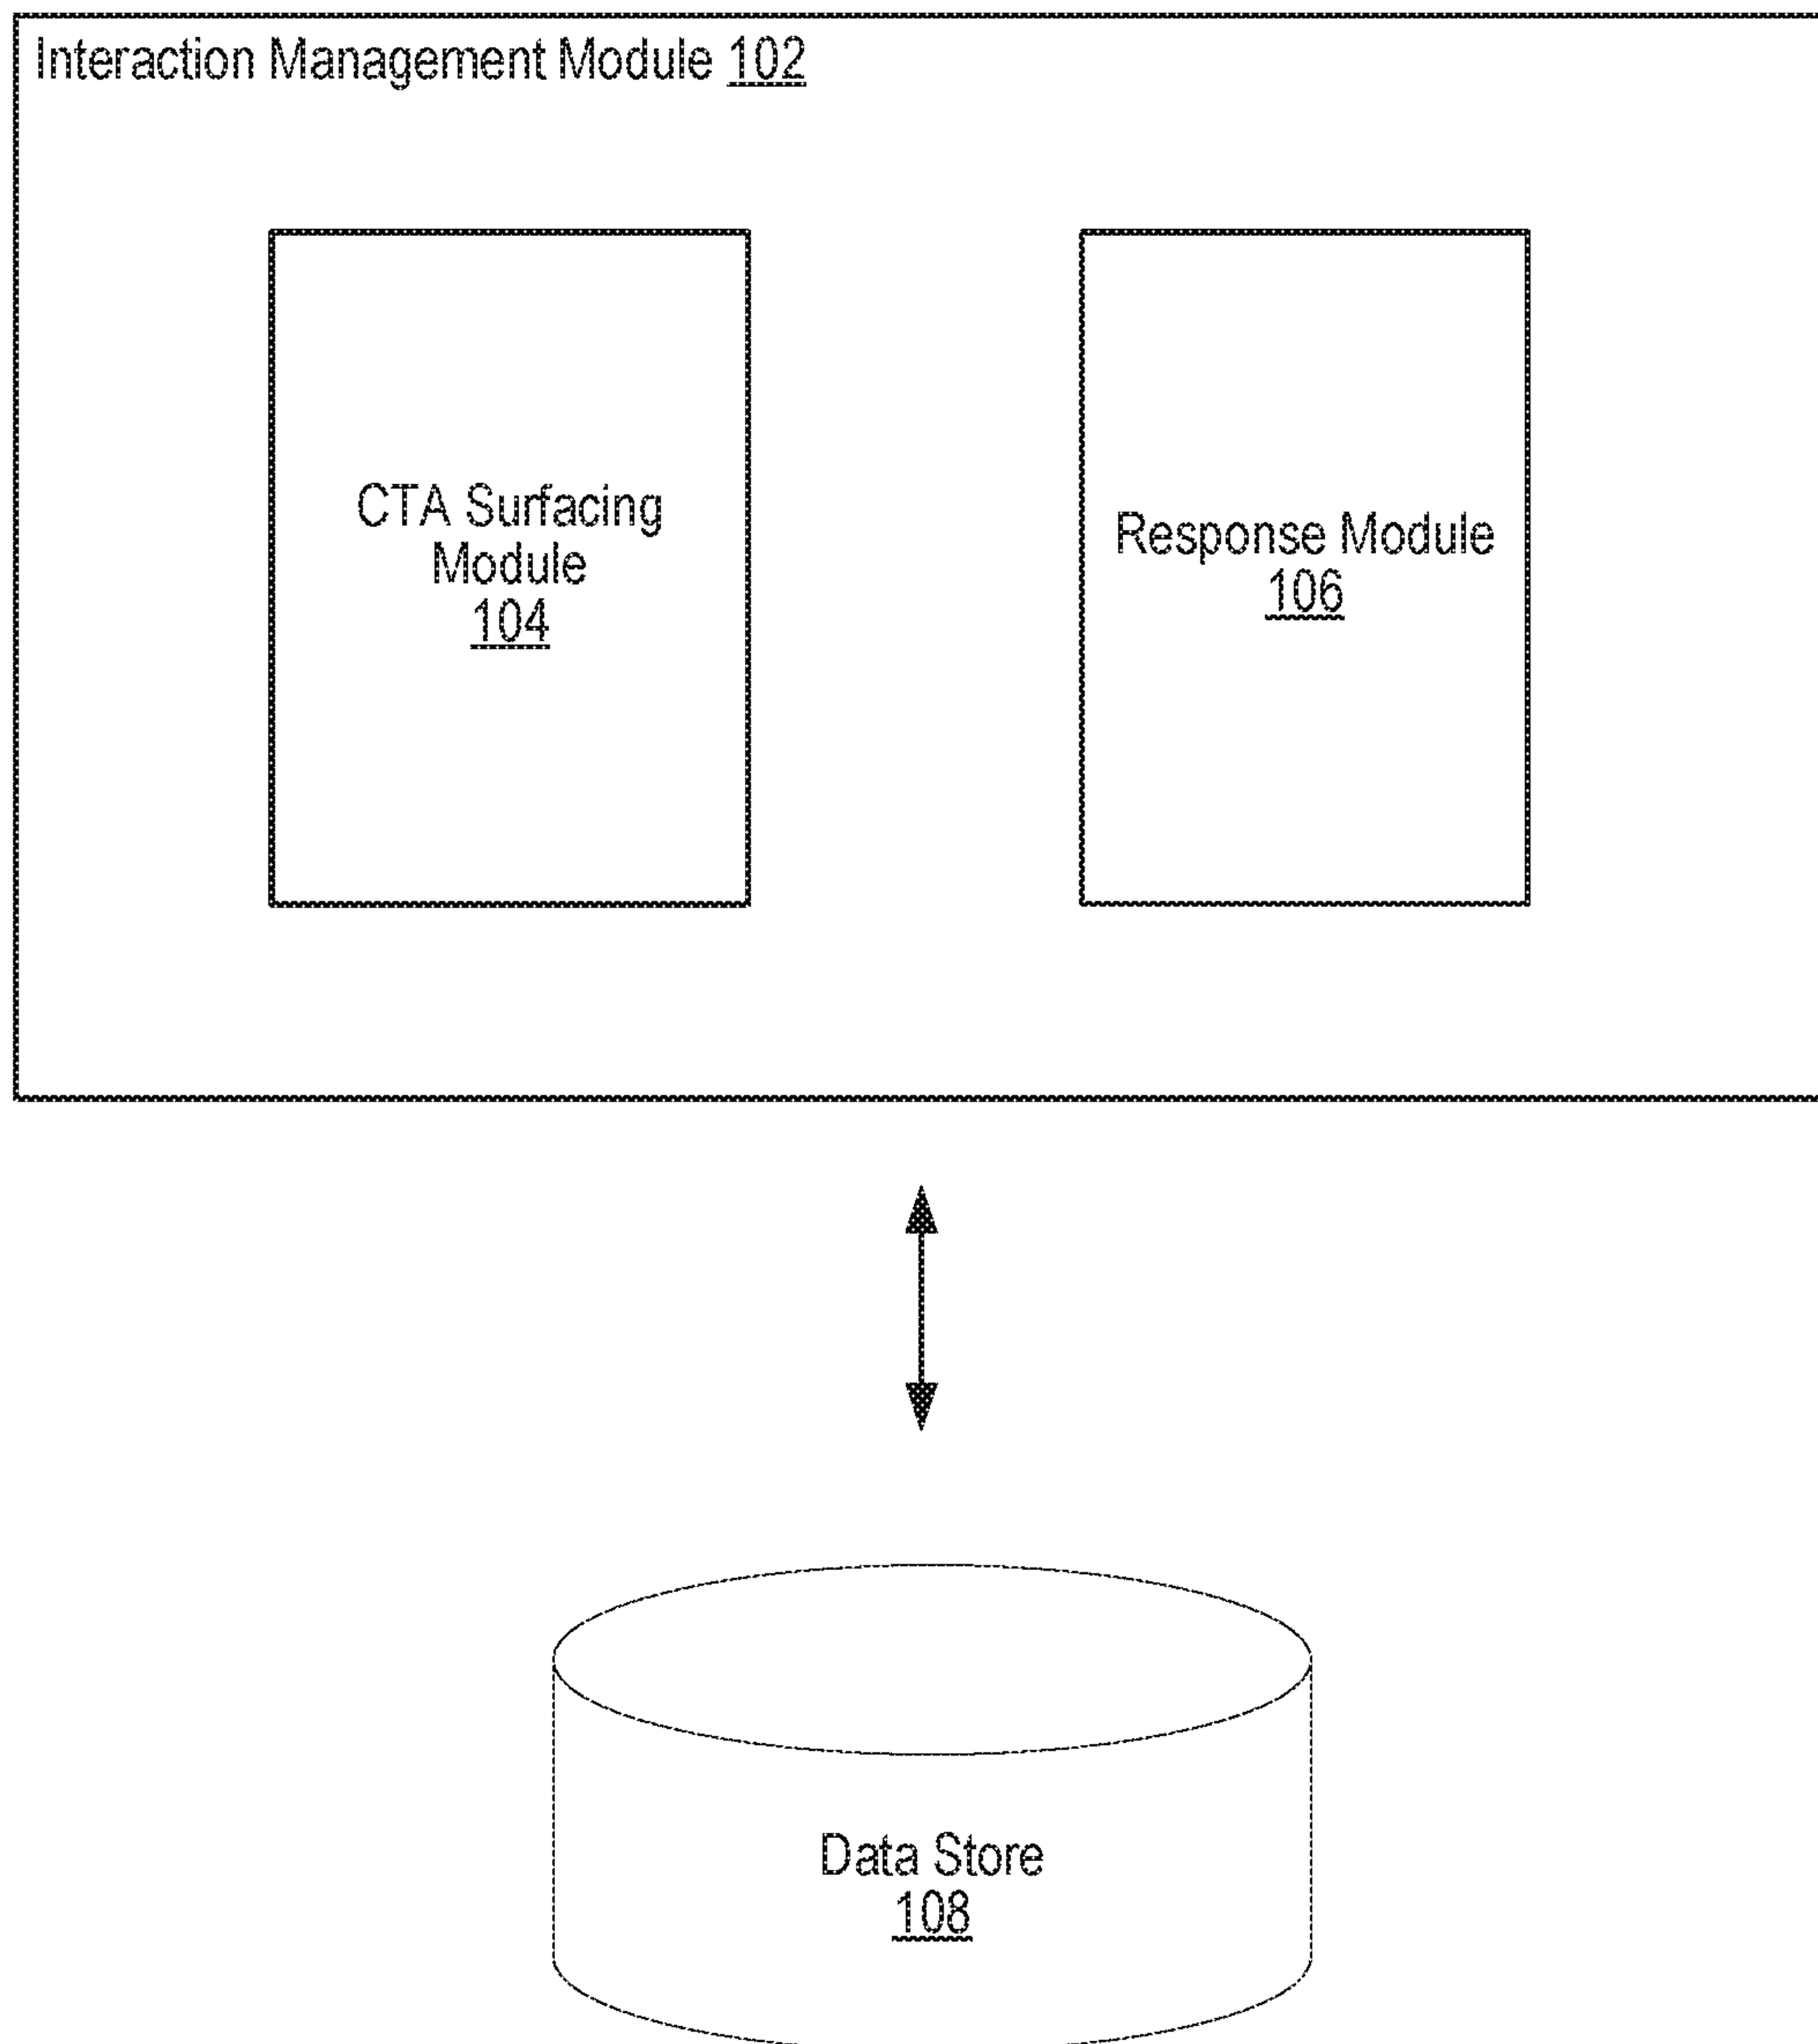 Interaction Management Module 102
CTA Surfacing
Module
104
Response Module
106
Data Store
108